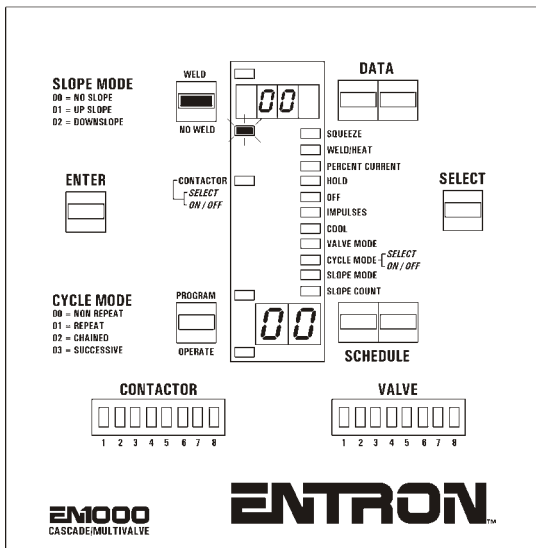 SLOPE MODE
00 = NO SLOPE
01 = UP SLOPE
02 = DOWNSLOPE
WELD
NO WELD
00
DATA
SQUEEZE
WELD/HEAT
PERCENT CURRENT
HOLD
OFF
IMPULSES
COOL
VALVE MODE
CYCLE MODE
SELECT
ON / OFF
SLOPE MODE
SLOPE COUNT
ENTER
CONTACTOR
SELECT
ON / OFF
SELECT
CYCLE MODE
00 = NON REPEAT
01 = REPEAT
02 = CHAINED
03 = SUCCESSIVE
PROGRAM
OPERATE
00
SCHEDULE
CONTACTOR
1 2 3 4 5 6 7 8
VALVE
1 2 3 4 5 6 7 8
EN1000
CASCADE/MULTIVALVE
ENTRON™